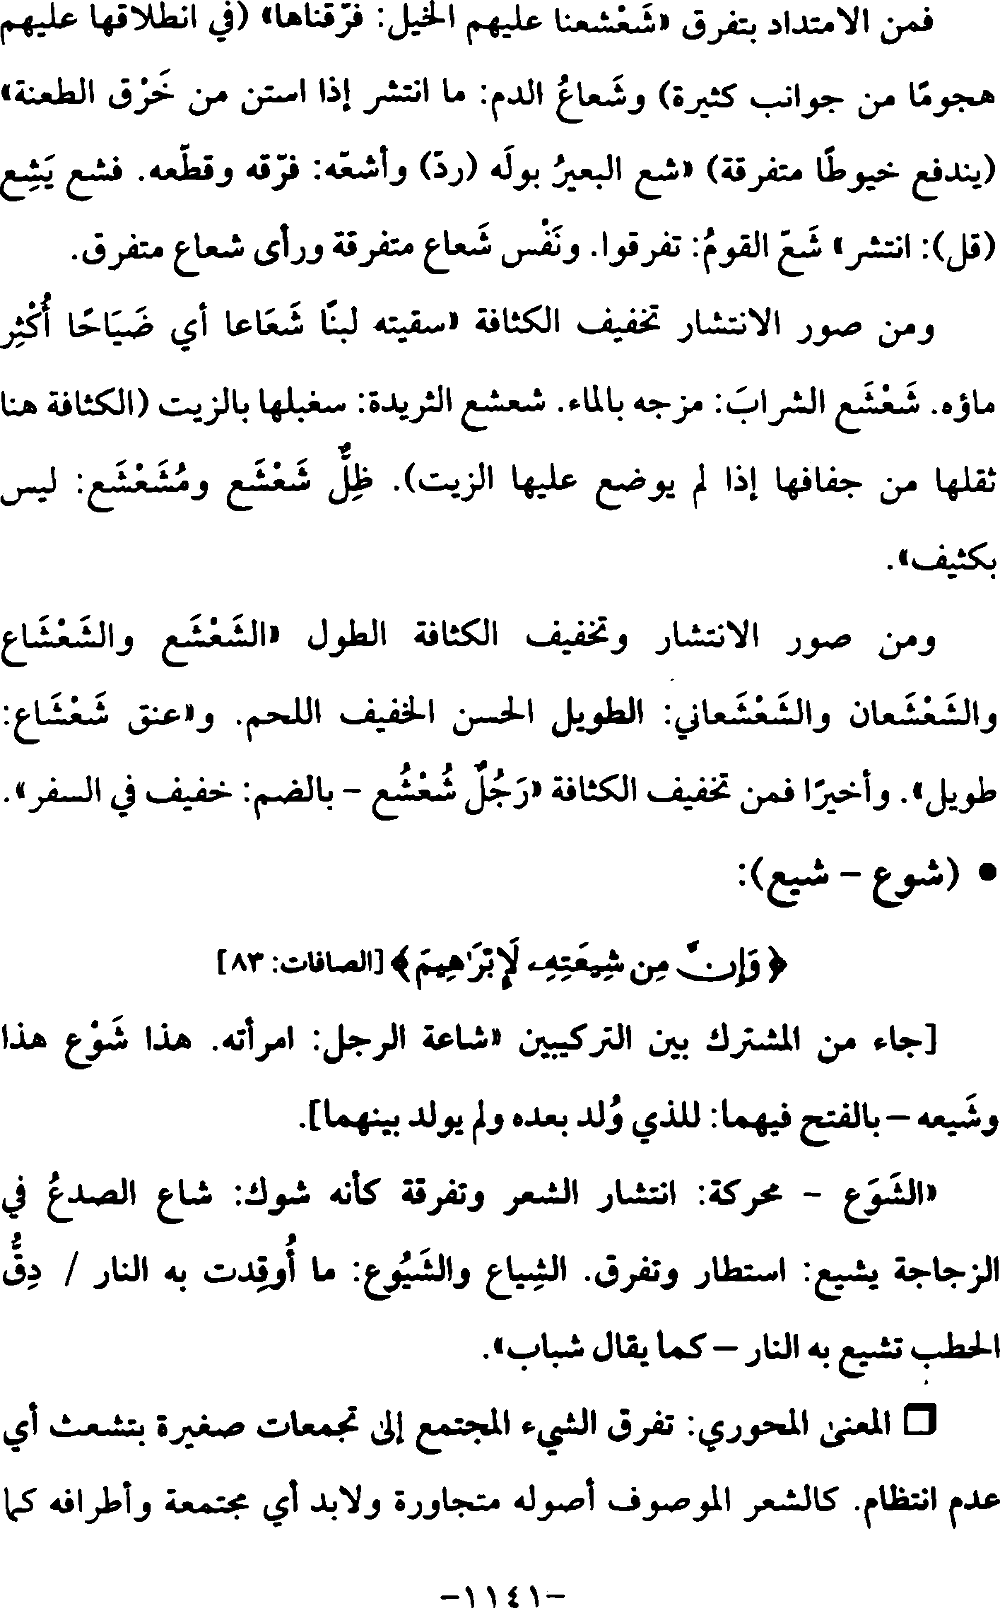 فمن الامتداد بتفرق «شَعْشعنا عليهم الخيل: فرّقناها» (في انطلاقها عليهم
هجومًا من جوانب كثيرة) وشَعاعُ الدم: ما انتشر إذا استن من خَرْق الطعنة»
(يندفع خيوطًا متفرقة) «شع البعيرُ بولَه (ردّ) وأشعّه: فرّقه وقطّعه. فشع يَشِع
(قل): انتشر» شَعّ القومُ: تفرقوا. ونَفْس شَعاع متفرقة ورأى شعاع متفرق.
ومن صور الانتشار تخفيف الكثافة «سقيته لبنًا شَعَاعا أي ضَيَاحًا أُكْثِر
ماؤه. شَعْشَع الشرابَ: مزجه بالماء. شعشع الثريدة: سغبلها بالزيت (الكثافة هنا
ثقلها من جفافها إذا لم يوضع عليها الزيت). ظِلٌّ شَعْشَع ومُشَعْشَع: ليس
بكثيف».
ومن صور الانتشار وتخفيف الكثافة الطول «الشَعْشَع والشَعْشَاع
والشَعْشَعان والشَعْشَعاني: الطويل الحسن الخفيف اللحم. و«عنق شَعْشَاع:
طويل». وأخيرًا فمن تخفيف الكثافة «رَجُلٌ شُعْشُع - بالضم: خفيف في السفر».
• (شوع - شيع):
﴿وَإِنَّ مِن شِيعَتِهِۦ لَإِبْرَٰهِيمَ﴾ [الصافات: ٨٣]
[جاء من المشترك بين التركيبين «شاعة الرجل: امرأته. هذا شَوْع هذا
وشَيعه – بالفتح فيهما: للذي وُلد بعده ولم يولد بينهما].
«الشَوَع - محركة: انتشار الشعر وتفرقة كأنه شوك: شاع الصدعُ في
الزجاجة يشيع: استطار وتفرق. الشِياع والشَيُوع: ما أُوقِدت به النار / دِقُّ
الحطب تشيع به النار – كما يقال شباب».
❒ المعنى المحوري: تفرق الشيء المجتمع إلى تجمعات صغيرة بتشعث أي
عدم انتظام. كالشعر الموصوف أصوله متجاورة ولابد أي مجتمعة وأطرافه كما
-١١٤١-